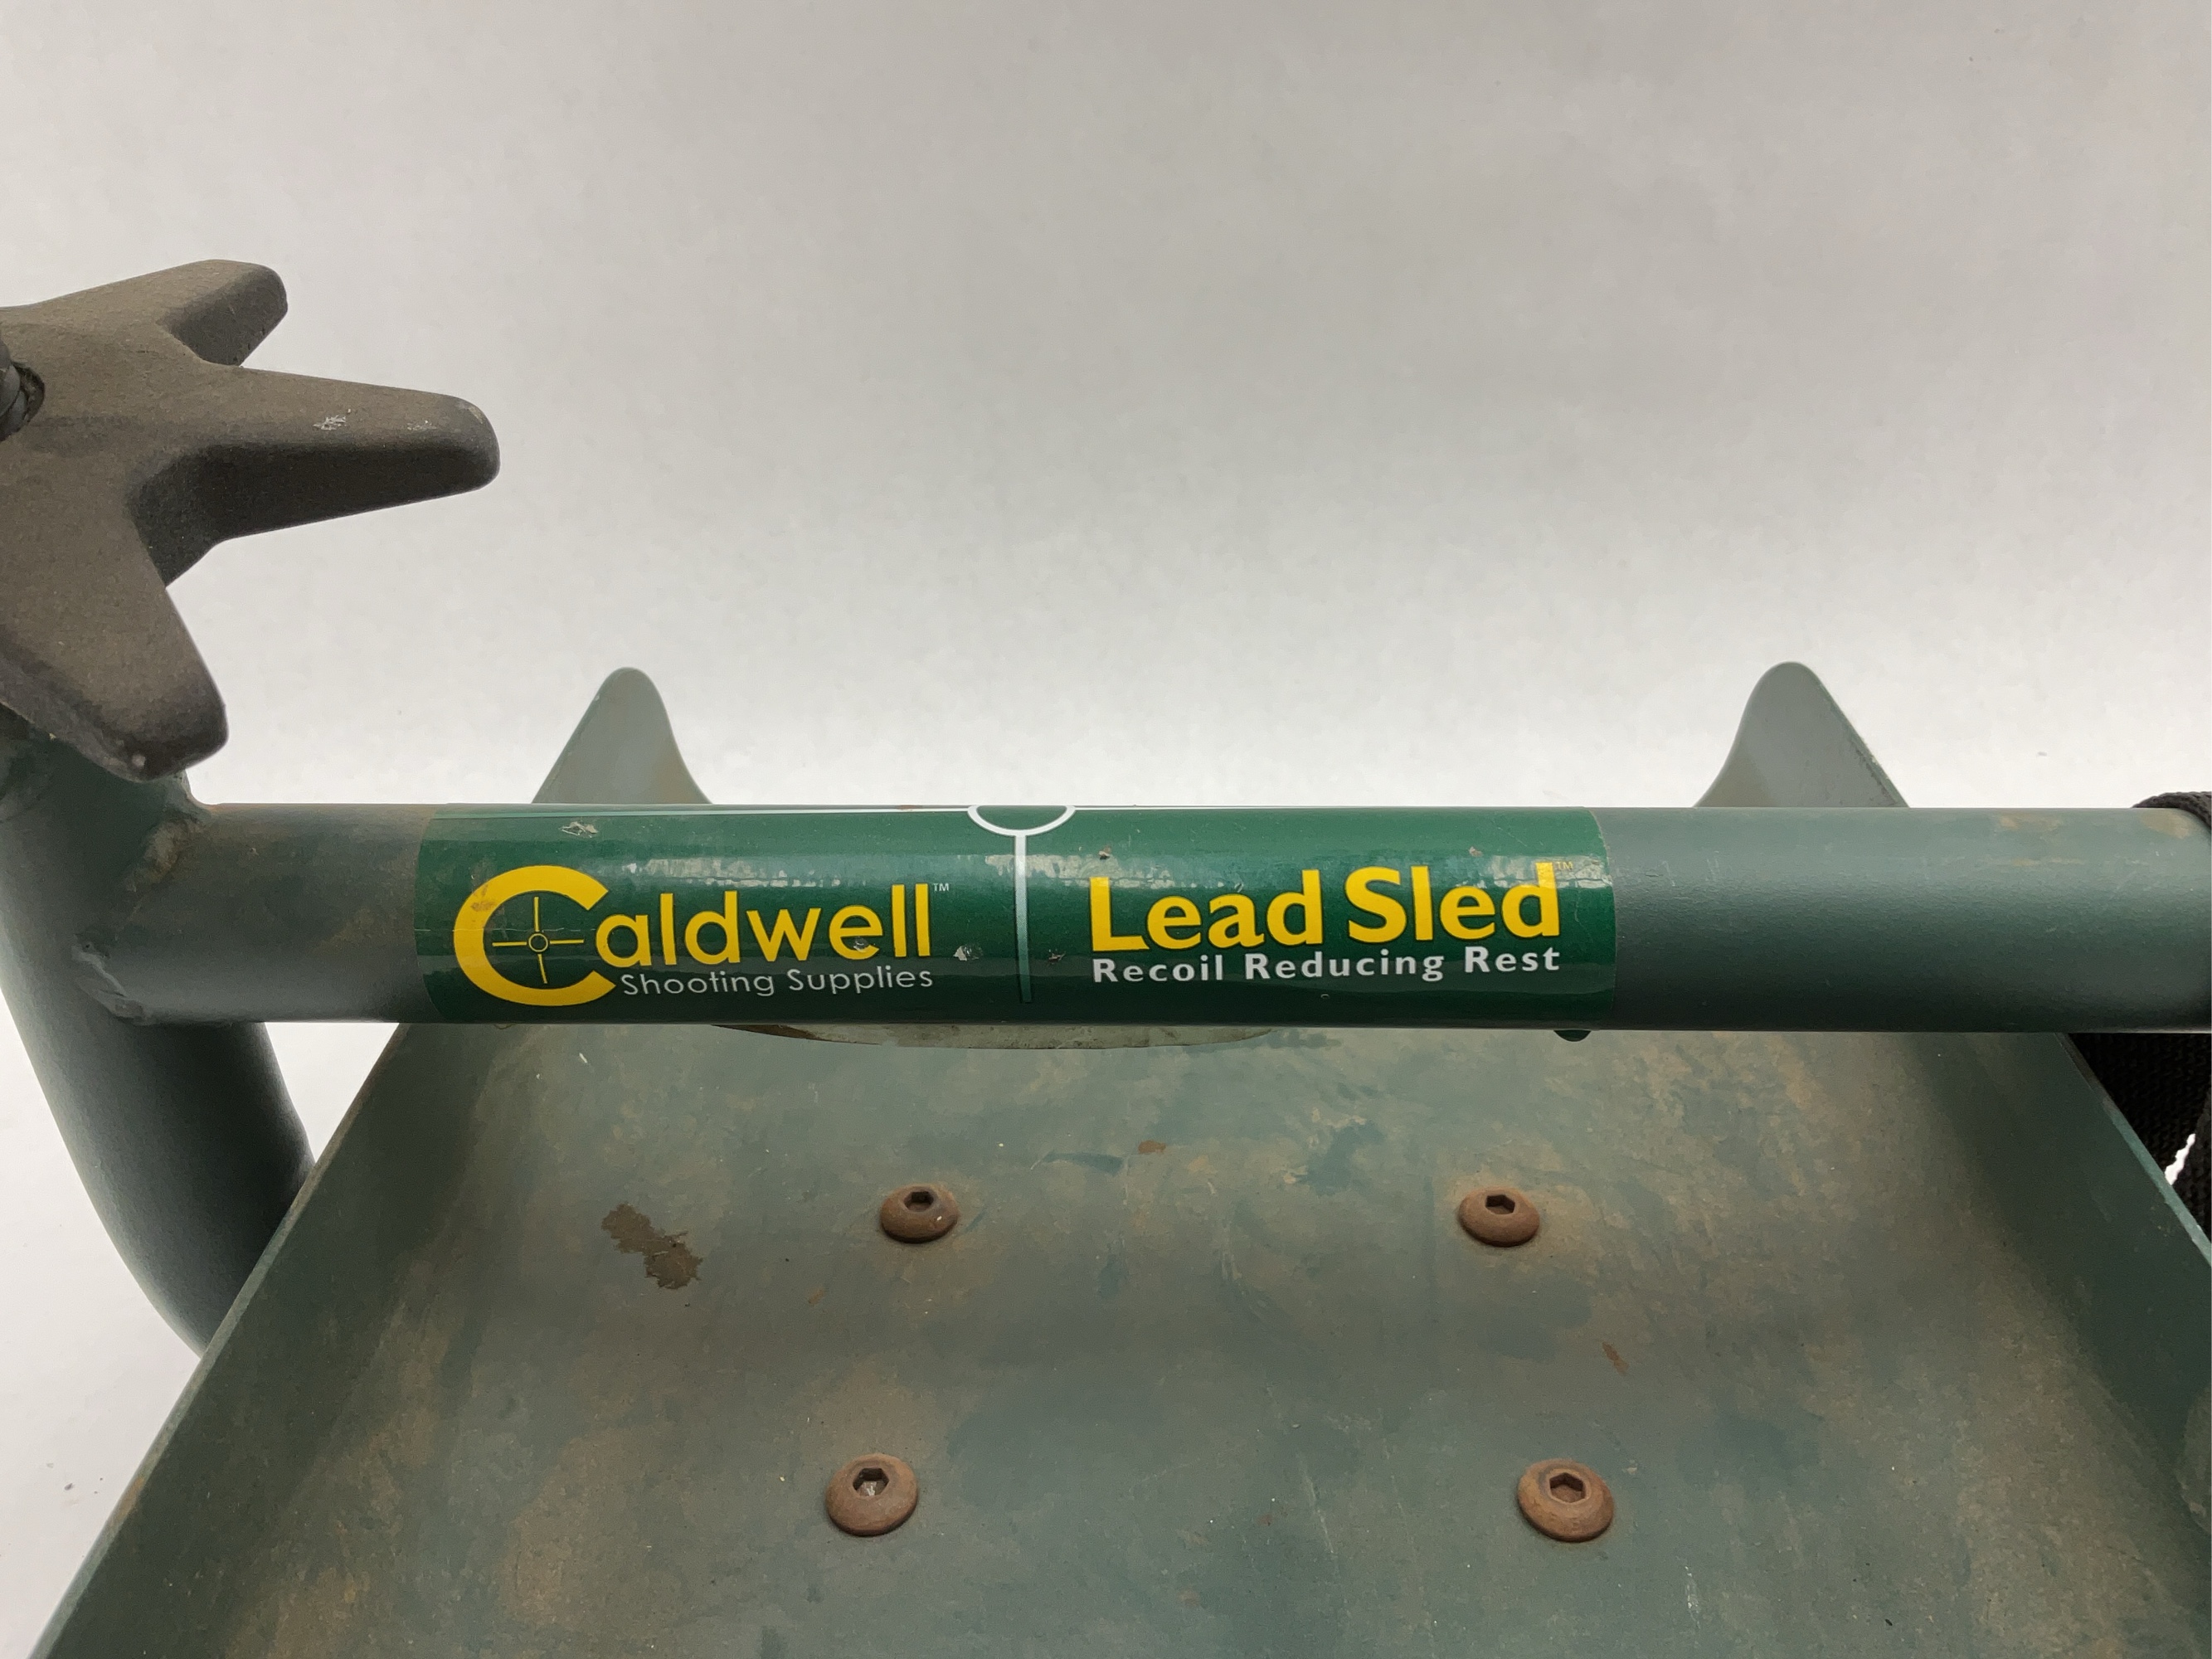 Caldwell™
Shooting Supplies
Lead Sled™
Recoil Reducing Rest